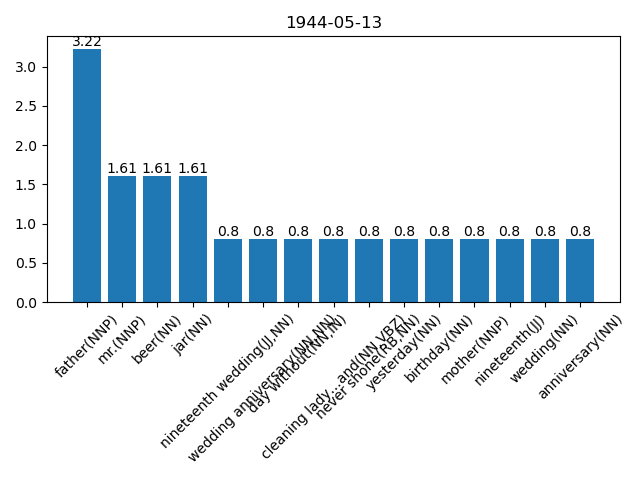 1944-05-13
3.0
2.5
2.0
1.5
1.0
0.5
0.0
3.22
1.61
1.61
1.61
0.8
0.8
0.8
0.8
0.8
0.8
0.8
0.8
0.8
0.8
0.8
father(NNP)
mr.(NNP)
beer(NN)
jar(NN)
nineteenth wedding(JJ,NN)
wedding anniversary(NN,NN)
day without(NN,IN)
cleaning lady...and(NN,VBZ)
never shone(RB,NN)
yesterday(NN)
birthday(NN)
mother(NNP)
nineteenth(JJ)
wedding(NN)
anniversary(NN)